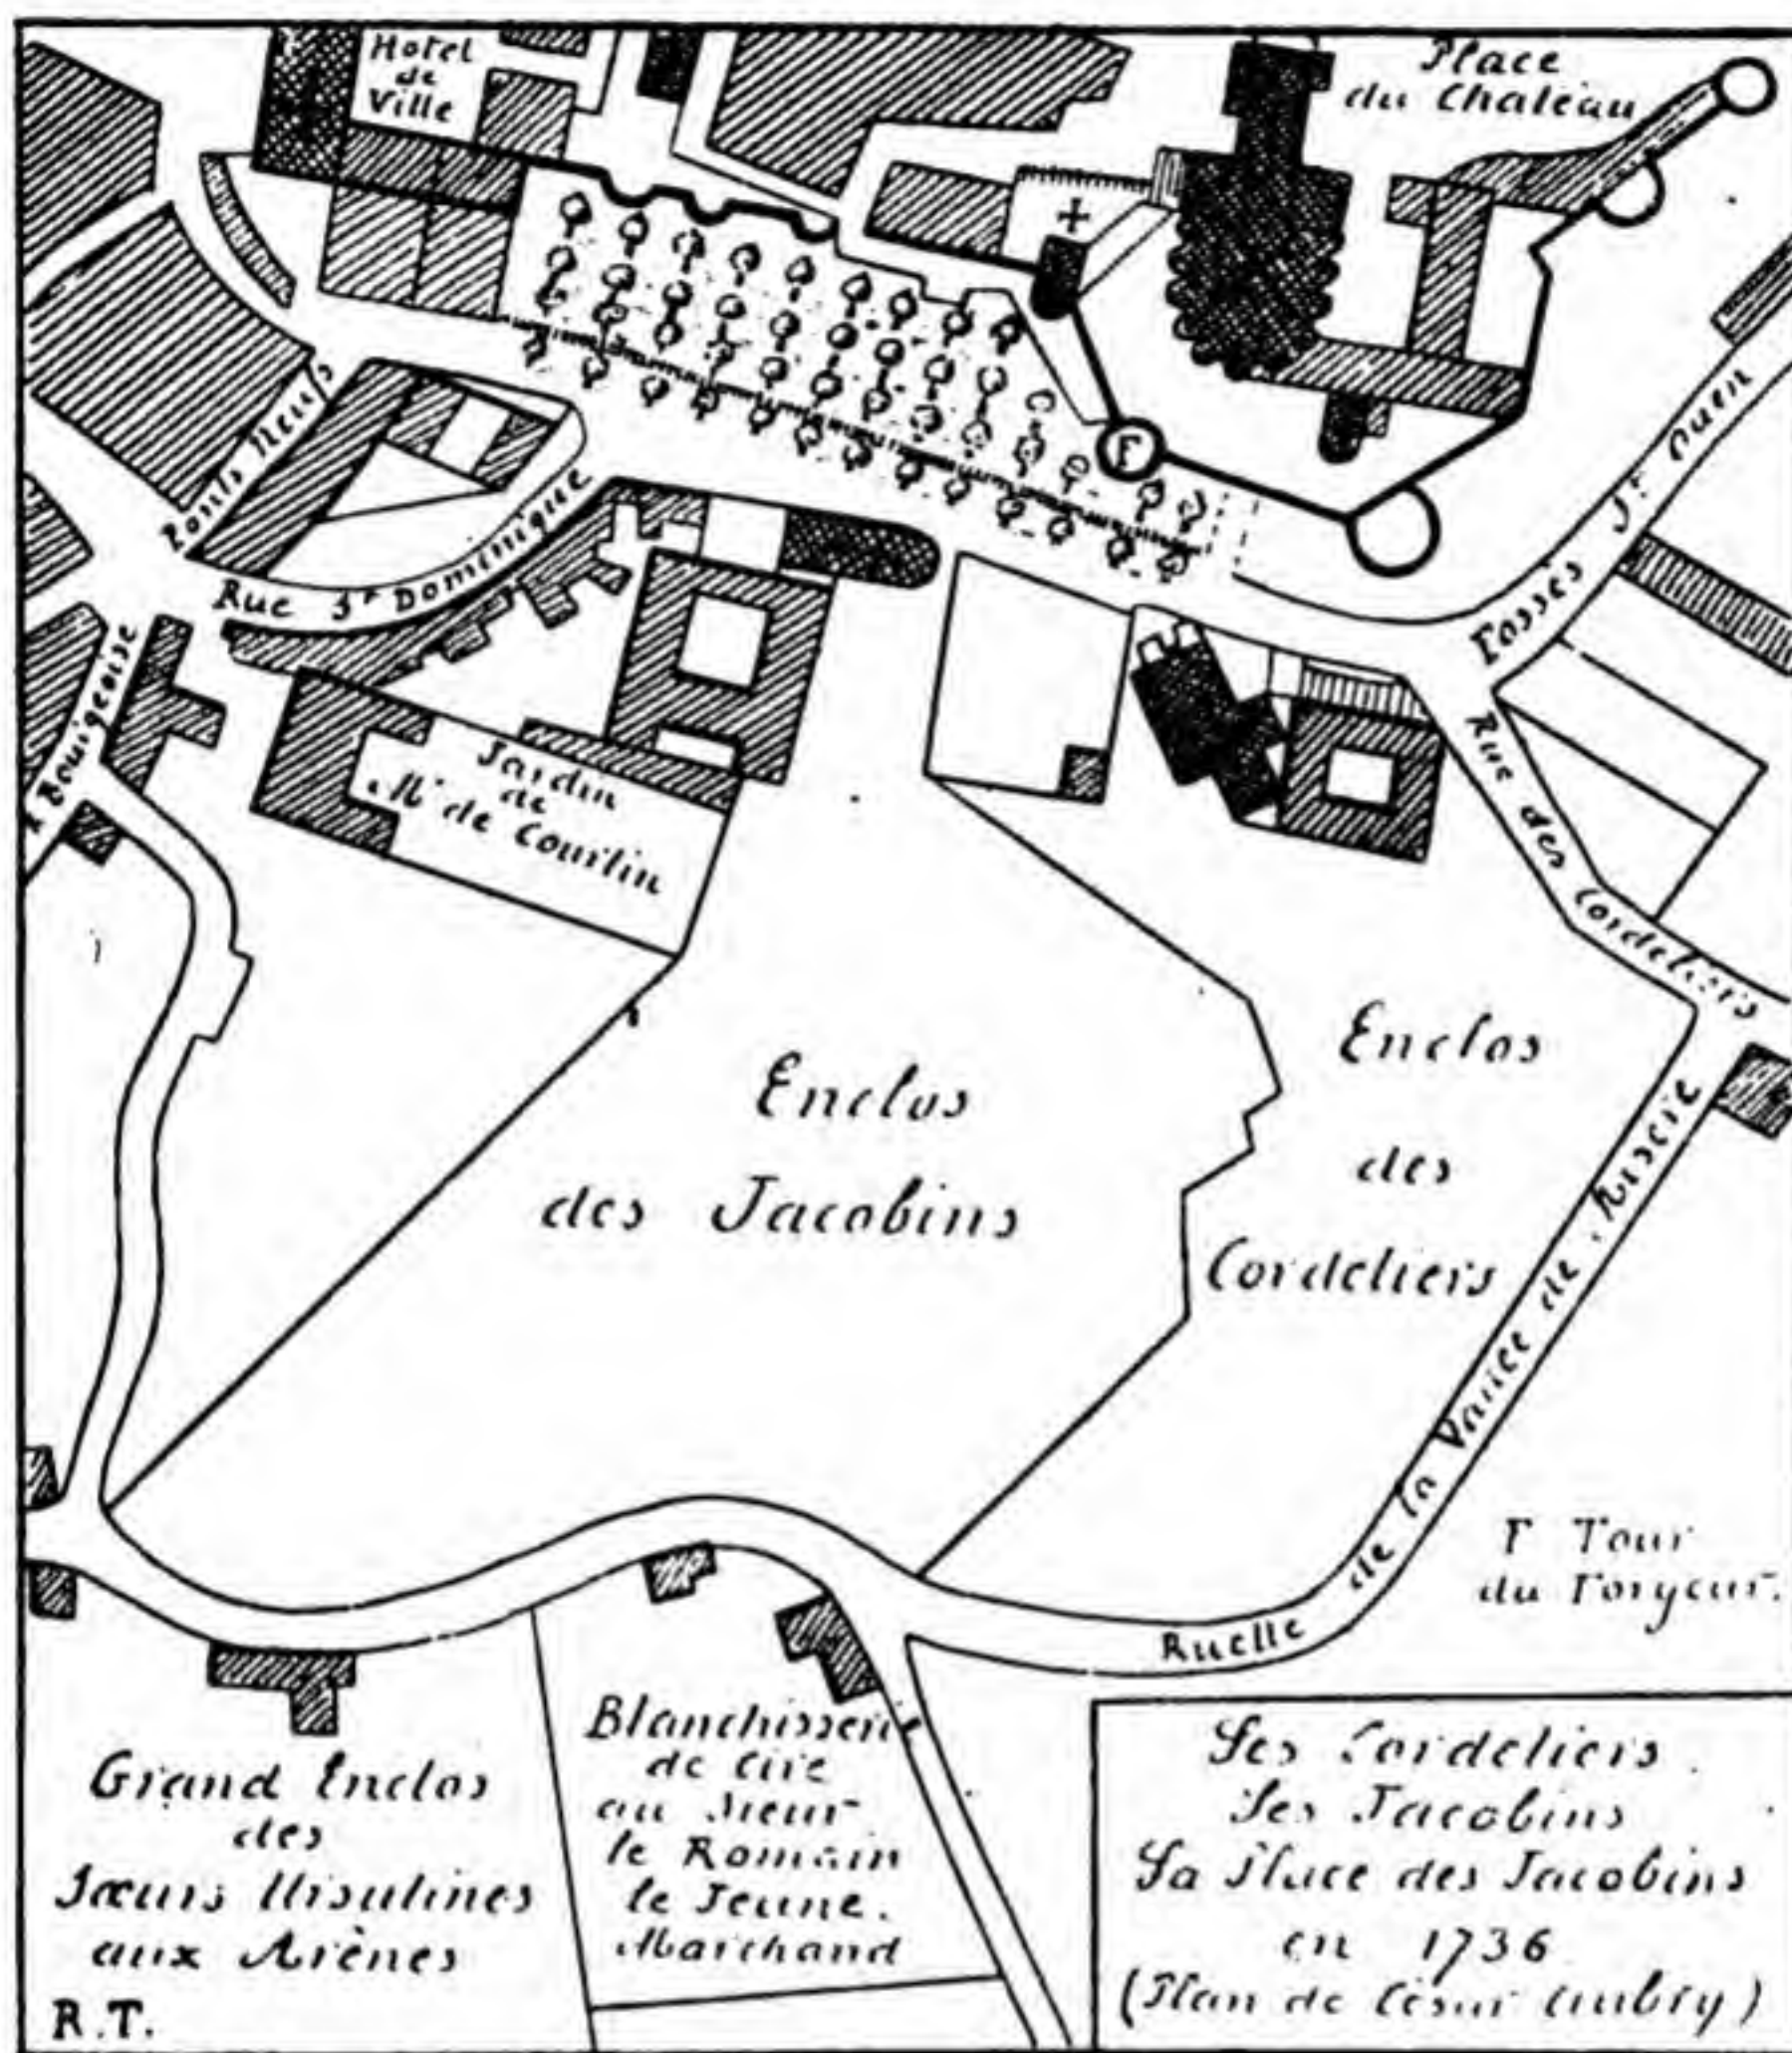 Hotel
de
Ville
Place
du Chateau
Ponts Neufs
Rue St Dominique
Fossés St Ouen
F
Bourgeoise
Jardin
de
Mr de Courtin
Rue des Cordeliers
Enclos
des Jacobins
Enclos
des
Cordeliers
Ruelle de la Vallée de
F Tour
du Forgeur.
Grand Enclos
des
Sœurs Ursulines
aux Arènes
R.T.
Blanchisserie
de Cire
au Sieur
le Romain
le Jeune.
Marchand
Les Cordeliers.
Les Jacobins
La Place des Jacobins
en 1736
(Plan de César Aubry)